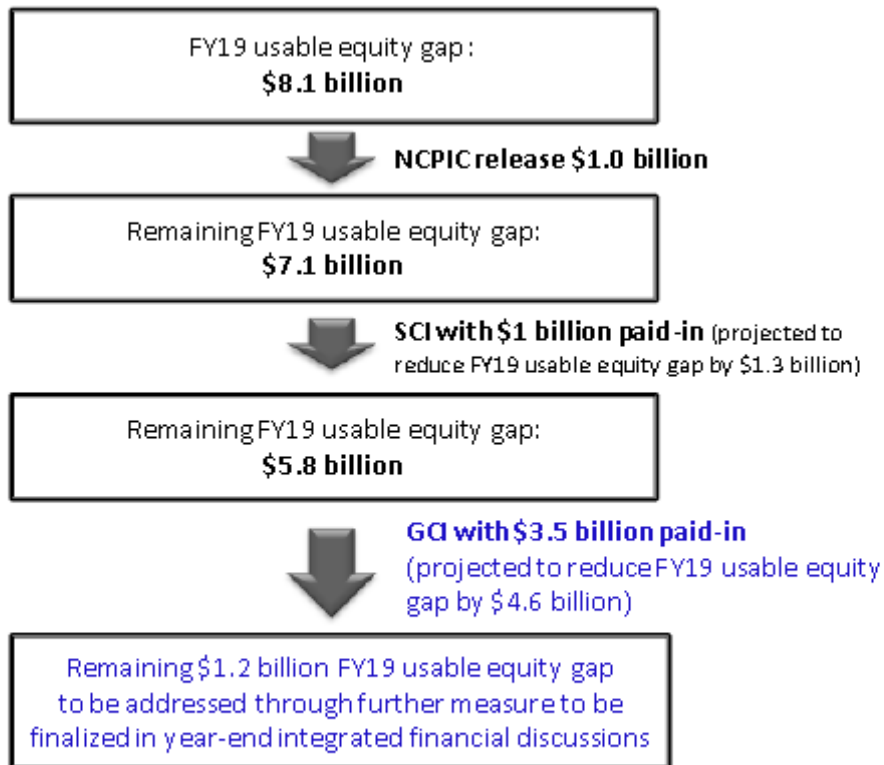 FY19 usable equity gap:
$8.1 billion
NCPIC release $1.0 billion
Remaining FY19 usable equity gap:
$7.1 billion
SCI with $1 billion paid-in (projected to
reduce FY19 usable equity gap by $1.3 billion)
Remaining FY19 usable equity gap:
$5.8 billion
GCI with $3.5 billion paid-in
(projected to reduce FY19 usable equity
gap by $4.6 billion)
Remaining $1.2 billion FY19 usable equity gap
to be addressed through further measure to be
finalized in year-end integrated financial discussions